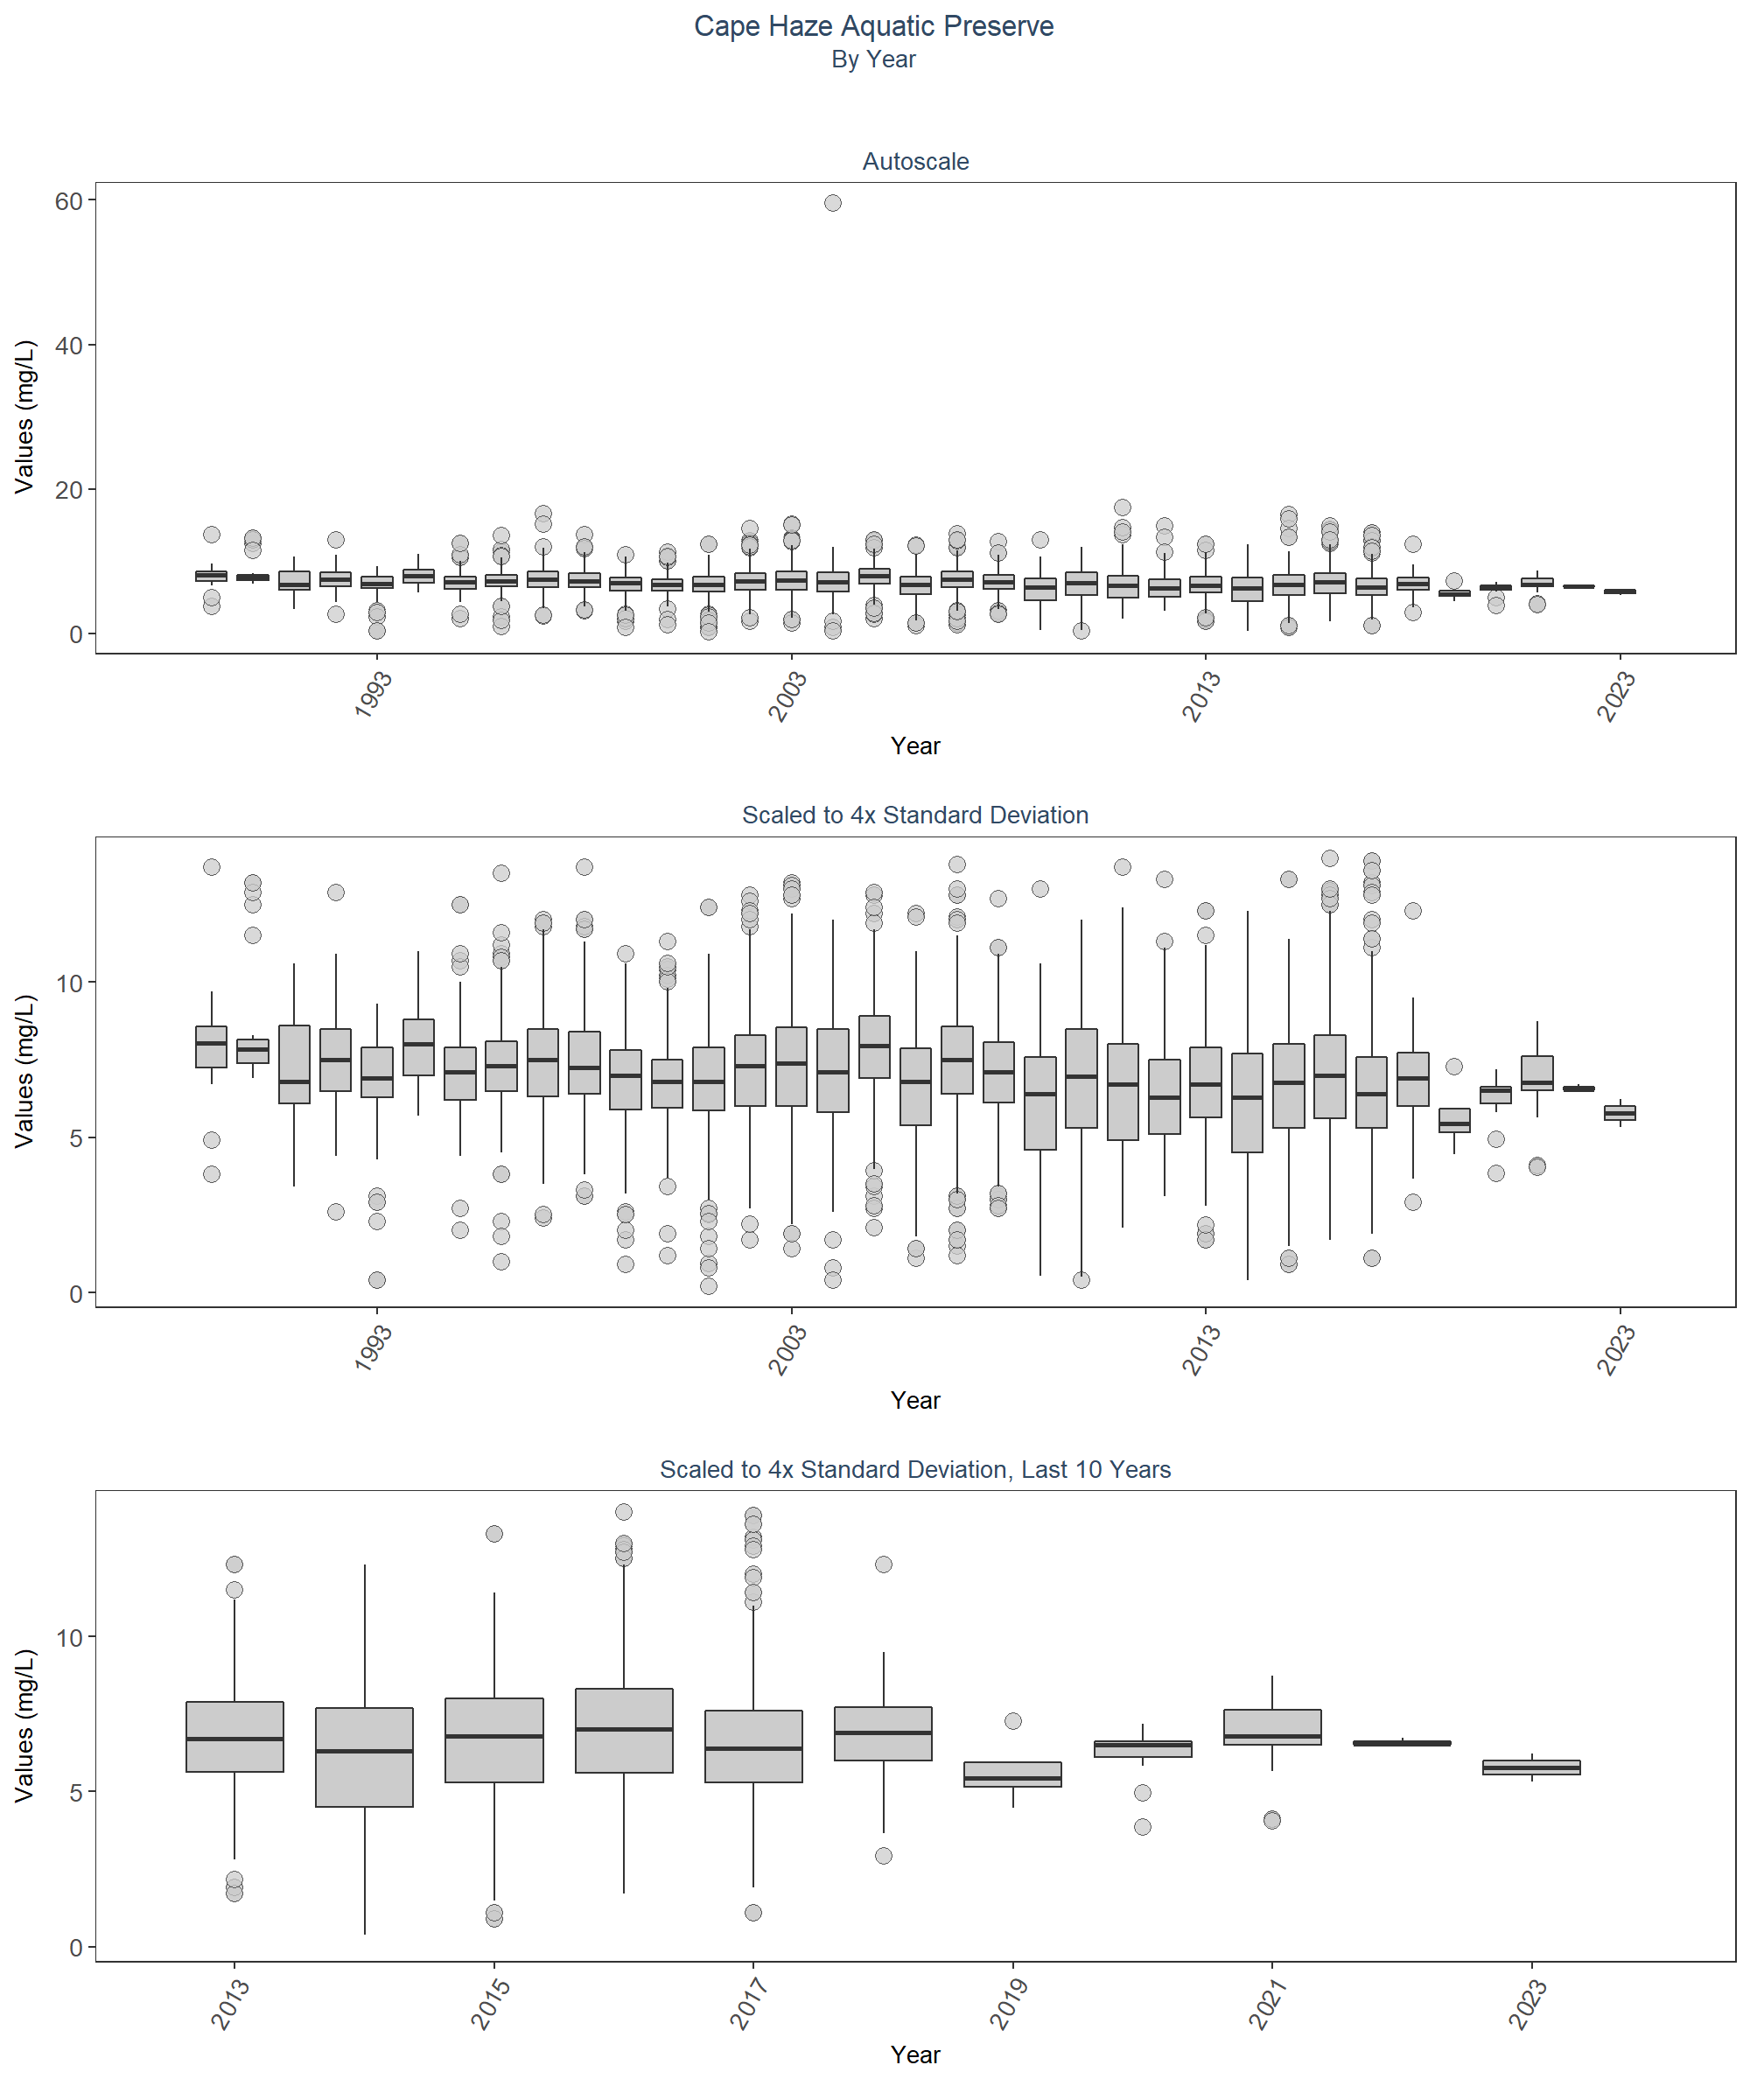 Cape Haze Aquatic Preserve
By Year
Autoscale
Values (mg/L)
60
40
20
0
1993
2003
2013
2023
Year
Scaled to 4x Standard Deviation
Values (mg/L)
10
5
0
1993
2003
2013
2023
Year
Scaled to 4x Standard Deviation, Last 10 Years
Values (mg/L)
10
5
0
2013
2015
2017
2019
2021
2023
Year